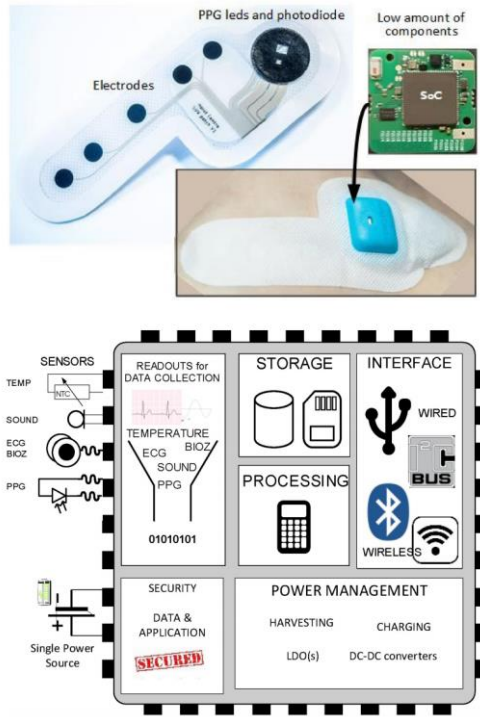 PPG leds and photodiode
Low amount of
components
Electrodes
SoC
SENSORS
TEMP
NTC
SOUND
ECG
BIOZ
PPG
READOUTS for
DATA COLLECTION
TEMPERATURE
ECG
BIOZ
SOUND
PPG
01010101
STORAGE
PROCESSING
INTERFACE
WIRED
I²C
BUS
WIRELESS
Single Power
Source
SECURITY
DATA &
APPLICATION
SECURED
POWER MANAGEMENT
HARVESTING
CHARGING
LDO(s)
DC-DC converters